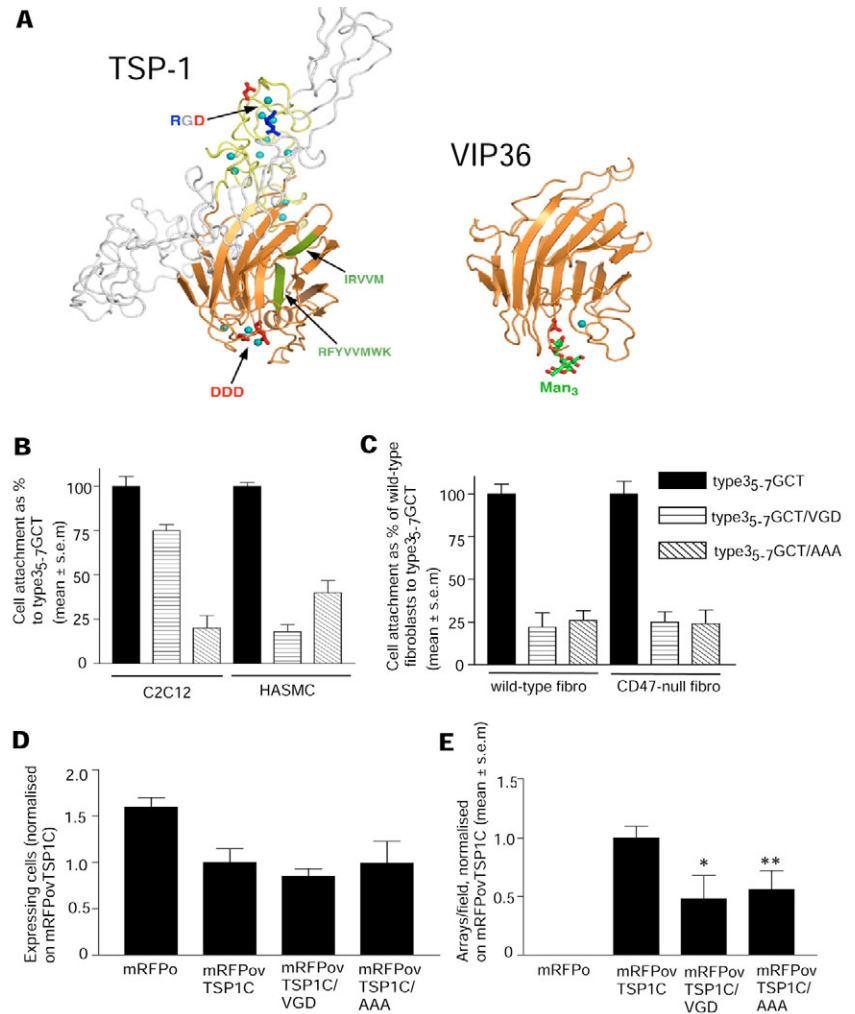 A
TSP-1
RGD
VIP36
IRVVM
RFYVVMWK
DDD
Man3
B
Cell attachment as %
to type35-7GCT
(mean ± s.e.m)
100
75
50
25
0
C2C12
HASMC
C
Cell attachment as % of wild-type
fibroblasts to type35-7GCT
(mean ± s.e.m)
100
75
50
25
0
wild-type fibro
CD47-null fibro
type35-7GCT
type35-7GCT/VGD
type35-7GCT/AAA
D
Expressing cells (normalised
on mRFPovTSP1C)
2.0
1.5
1.0
0.5
0
mRFPo
mRFPov
TSP1C
mRFPov
TSP1C/
VGD
mRFPov
TSP1C/
AAA
E
Arrays/field, normalised
on mRFPovTSP1C (mean ± s.e.m)
1.5
1.0
0.5
0
*
**
mRFPo
mRFPov
TSP1C
mRFPov
TSP1C/
VGD
mRFPov
TSP1C/
AAA